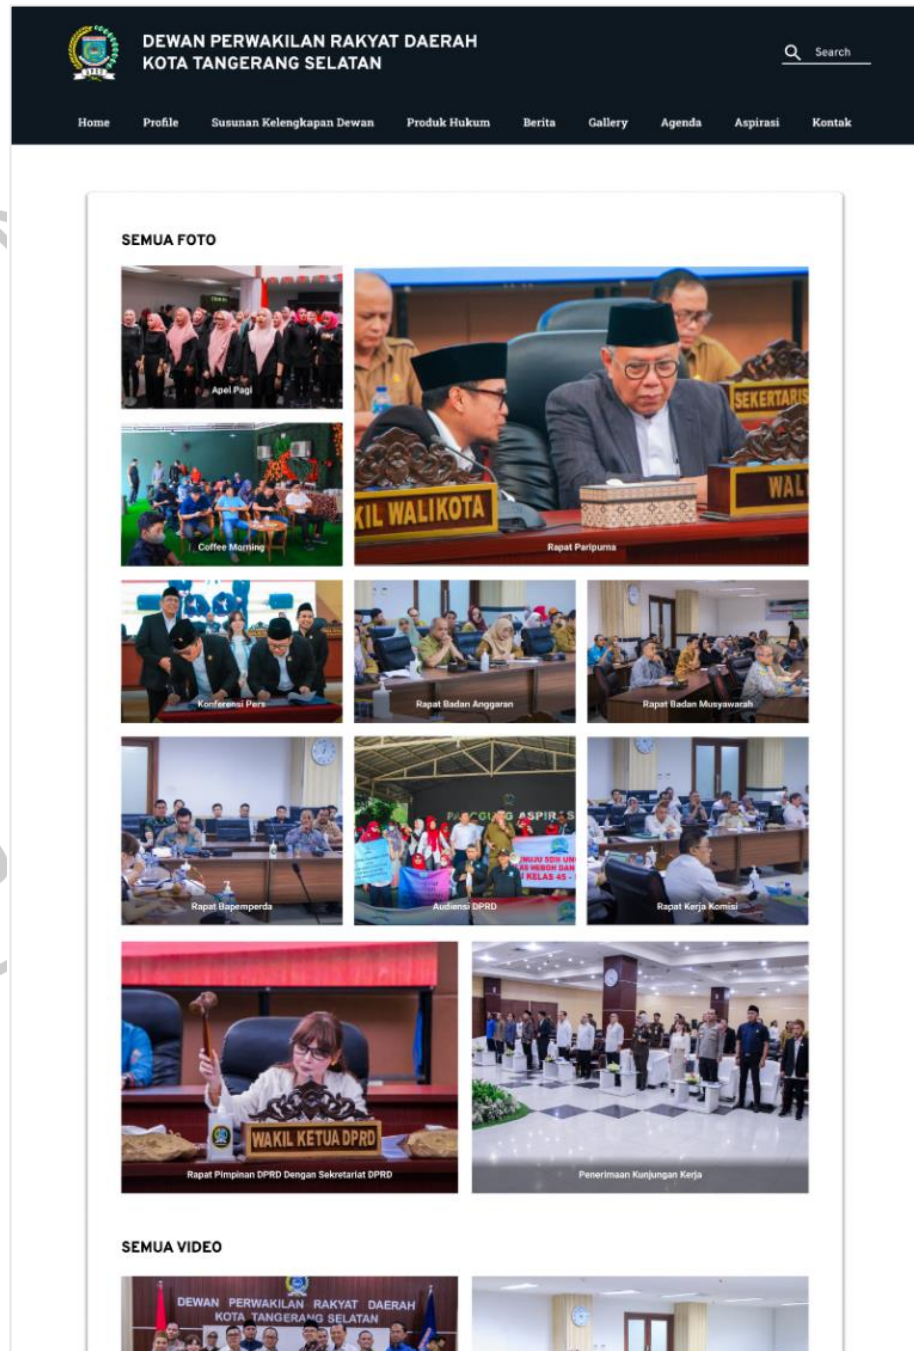 DEWAN PERWAKILAN RAKYAT DAERAH
KOTA TANGERANG SELATAN
Search
Home Profile Susunan Kelengkapan Dewan Produk Hukum Berita Gallery Agenda Aspirasi Kontak
SEMUA FOTO
Apel Pagi
SEKERTARIS
WAL
KIL WALIKOTA
Coffee Morning
Rapat Paripurna
Konferensi Pers
Rapat Badan Anggaran
Rapat Badan Musyawarah
ASPIR
KELAS 45 -
Rapat Bapemperda
Audiensi DPRD
Rapat Kerja Komisi
WAKIL KETUA DPRD
Rapat Pimpinan DPRD Dengan Sekretariat DPRD
Penerimaan Kunjungan Kerja
SEMUA VIDEO
DEWAN PERWAKILAN RAKYAT DAERAH
KOTA TANGERANG SELATAN